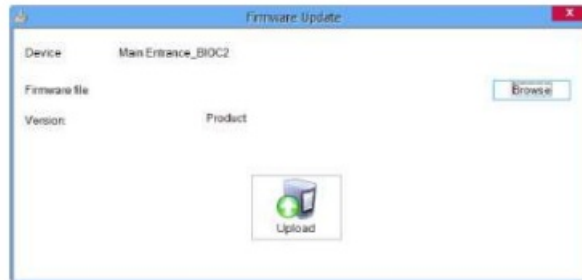 Firmware Update
X
Device Main Entrance_BIOC2
Firmware file Browse
Version: Product
Upload